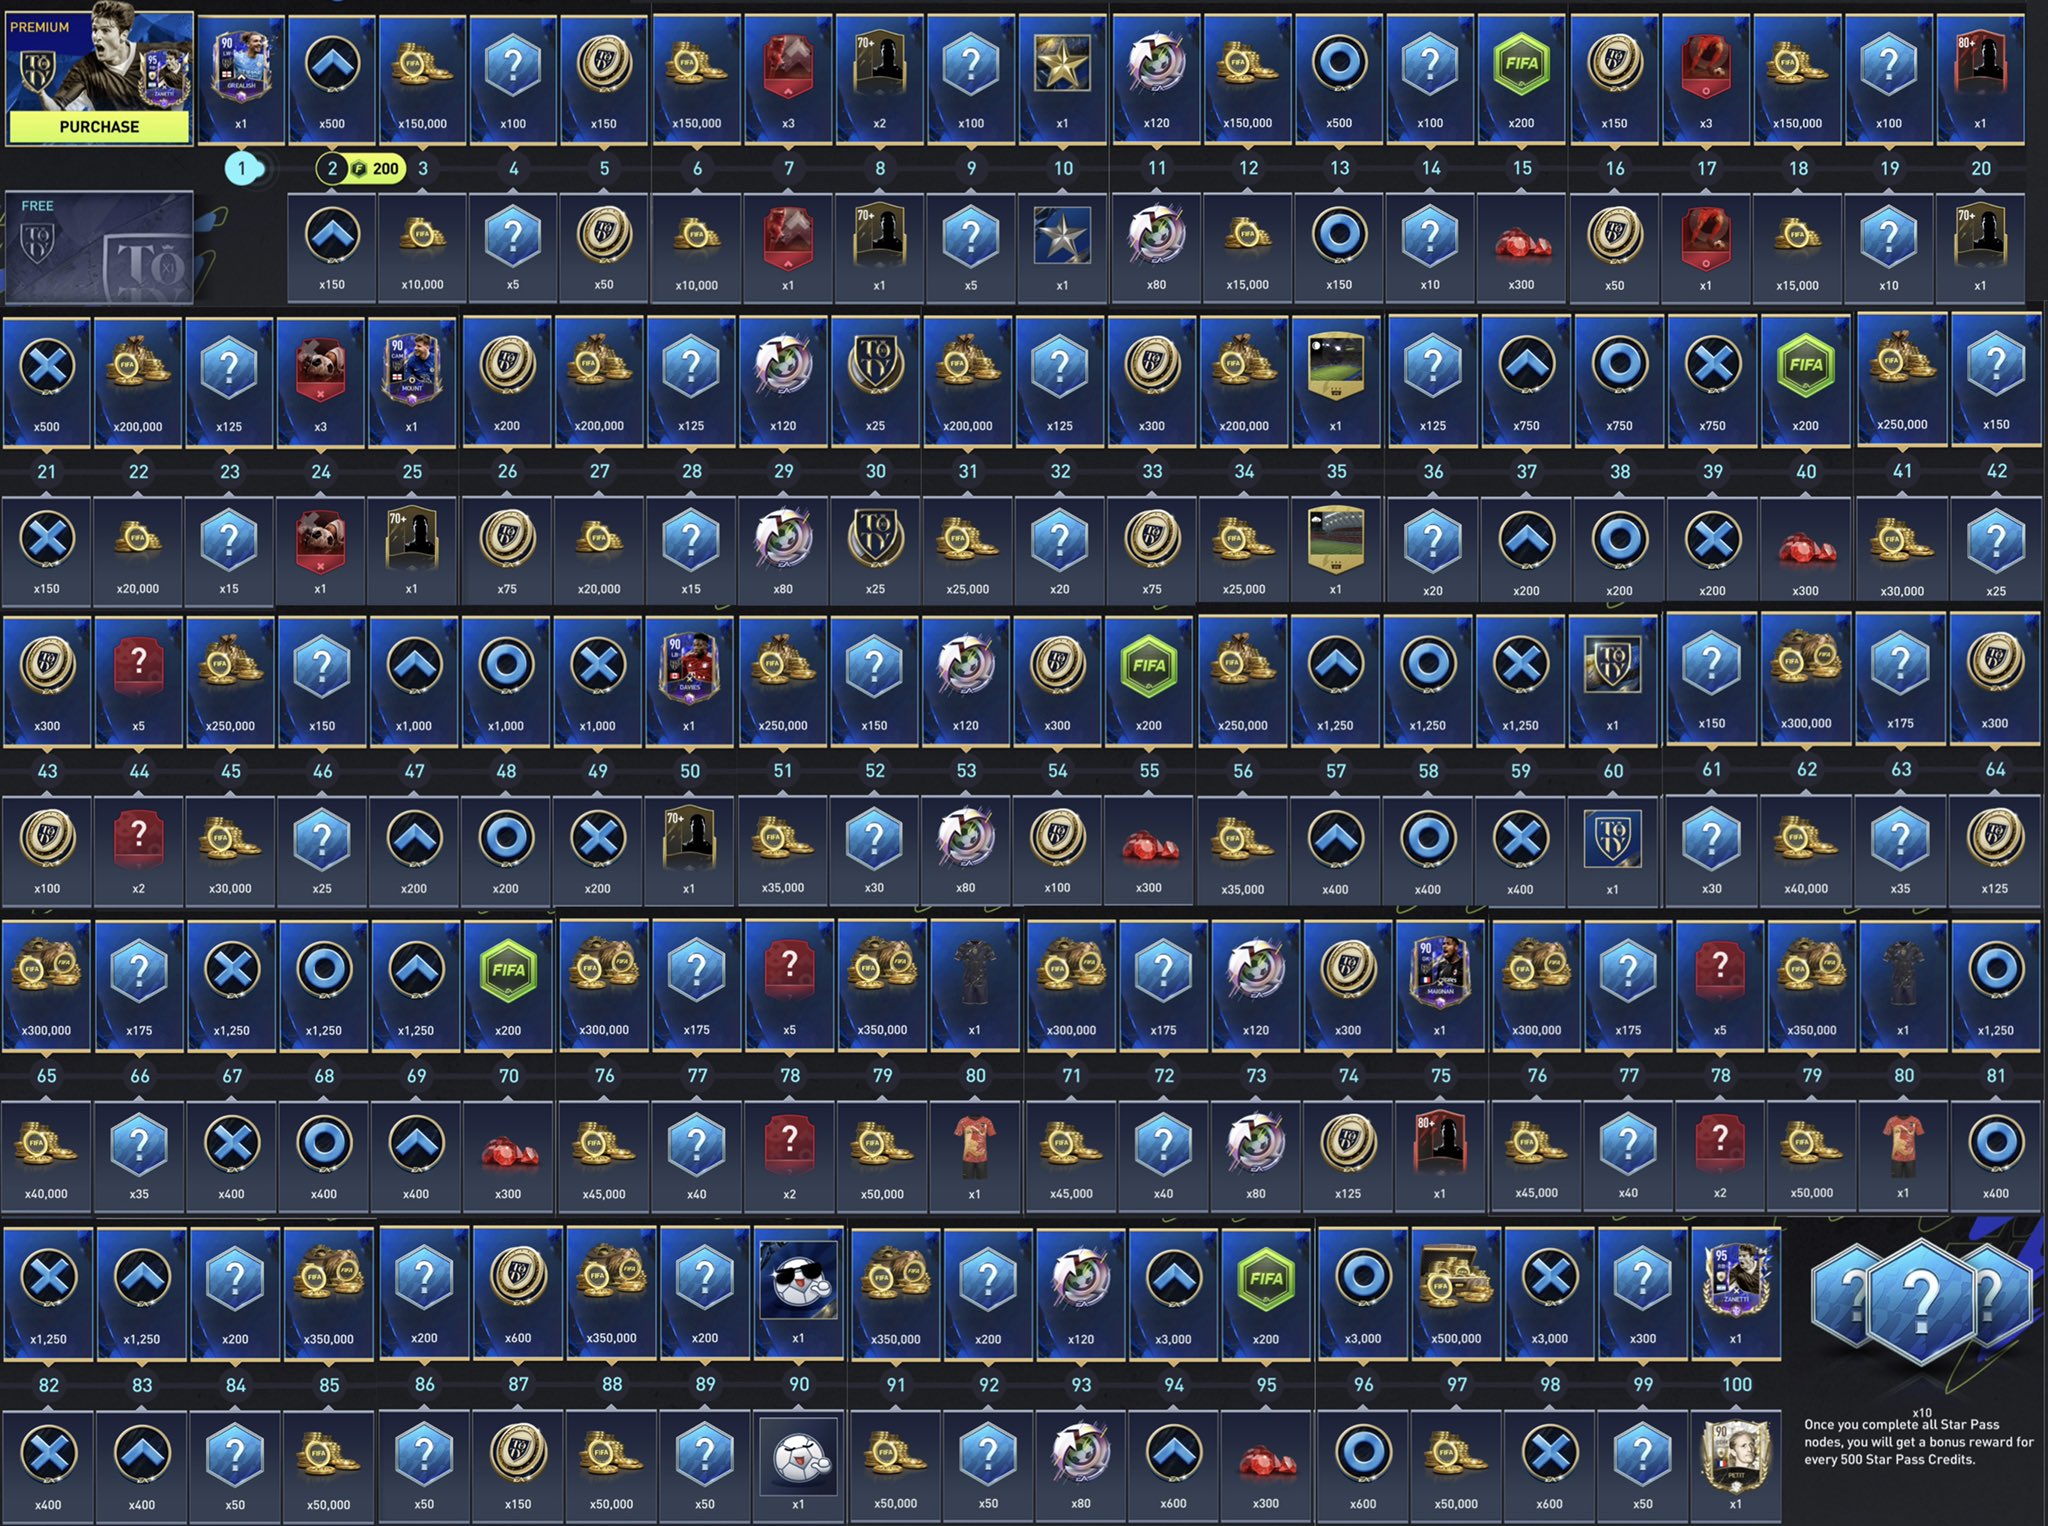 PREMIUM
PURCHASE
x1 x500 x150,000 x100 x150 x150,000 x3 x2 x100 x1 x120 x150,000 x500 x100 x200 x150 x3 x150,000 x100 x1
1 2 200 3 4 5 6 7 8 9 10 11 12 13 14 15 16 17 18 19 20
FREE
x150 x10,000 x5 x50 x10,000 x1 x1 x5 x1 x80 x15,000 x150 x10 x300 x50 x1 x15,000 x10 x1
x500 x200,000 x125 x3 x1 x200 x200,000 x125 x120 x25 x200,000 x125 x300 x200,000 x1 x125 x750 x750 x750 x200 x250,000 x150
21 22 23 24 25 26 27 28 29 30 31 32 33 34 35 36 37 38 39 40 41 42
x150 x20,000 x15 x1 x1 x75 x20,000 x15 x80 x25 x25,000 x20 x75 x25,000 x1 x20 x200 x200 x200 x300 x30,000 x25
x300 x5 x250,000 x150 x1,000 x1,000 x1,000 x1 x250,000 x150 x120 x300 x200 x250,000 x1,250 x1,250 x1,250 x1 x150 x300,000 x175 x300
43 44 45 46 47 48 49 50 51 52 53 54 55 56 57 58 59 60 61 62 63 64
x100 x2 x30,000 x25 x200 x200 x200 x1 x35,000 x30 x80 x100 x300 x35,000 x400 x400 x400 x1 x30 x40,000 x35 x125
x300,000 x175 x1,250 x1,250 x1,250 x200 x300,000 x175 x5 x350,000 x1 x300,000 x175 x120 x300 x1 x300,000 x175 x5 x350,000 x1 x1,250
65 66 67 68 69 70 76 77 78 79 80 71 72 73 74 75 76 77 78 79 80 81
x40,000 x35 x400 x400 x400 x300 x45,000 x40 x2 x50,000 x1 x45,000 x40 x80 x125 x1 x45,000 x40 x2 x50,000 x1 x400
x1,250 x1,250 x200 x350,000 x200 x600 x350,000 x200 x1 x350,000 x200 x120 x3,000 x200 x3,000 x500,000 x3,000 x300 x1
82 83 84 85 86 87 88 89 90 91 92 93 94 95 96 97 98 99 100
x400 x400 x50 x50,000 x50 x150 x50,000 x50 x1 x50,000 x50 x80 x600 x300 x600 x50,000 x600 x50 x1
x10
Once you complete all Star Pass
nodes, you will get a bonus reward for
every 500 Star Pass Credits.